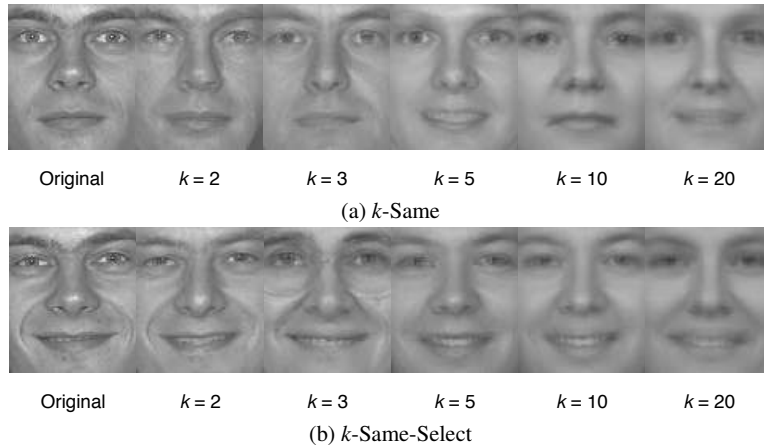 Original k = 2 k = 3 k = 5 k = 10 k = 20
(a) k-Same
Original k = 2 k = 3 k = 5 k = 10 k = 20
(b) k-Same-Select